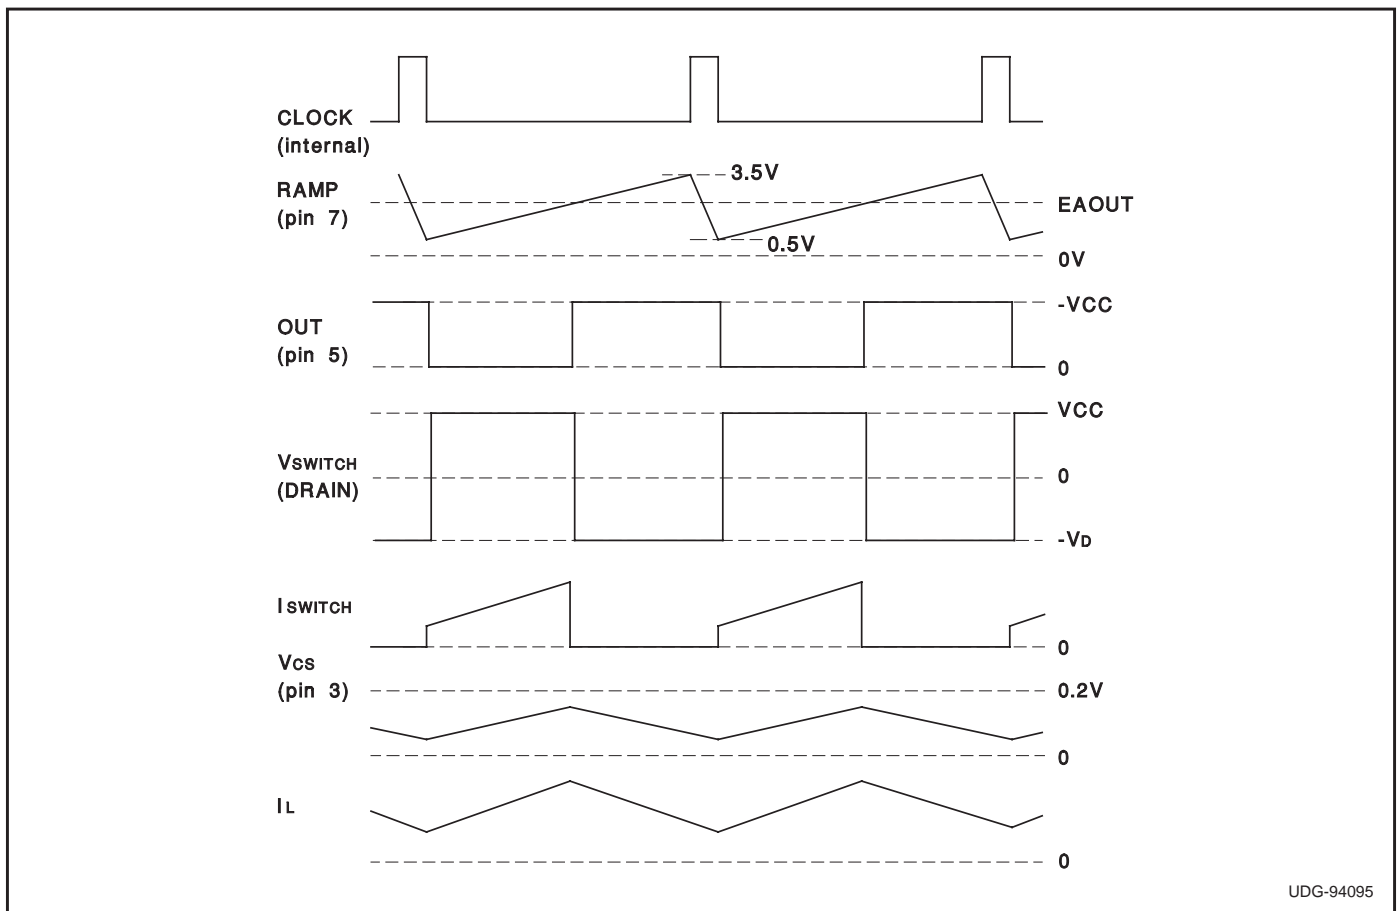 CLOCK
(internal)
RAMP
(pin 7)
3.5V
EAOUT
0.5V
0V
OUT
(pin 5)
-VCC
0
VSWITCH
(DRAIN)
VCC
0
-VD
ISWITCH
0
VCS
(pin 3)
0.2V
0
IL
0
UDG-94095